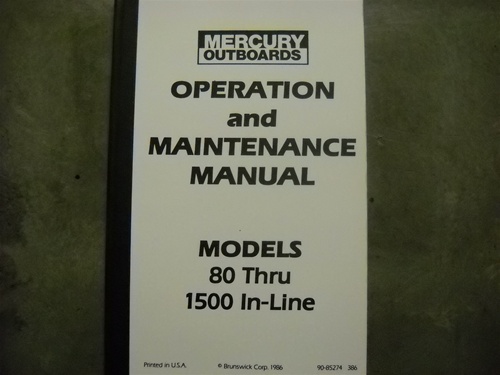 MERCURY
OUTBOARDS
OPERATION
and
MAINTENANCE
MANUAL
MODELS
80 Thru
1500 In-Line
Printed in U.S.A. © Brunswick Corp. 1986 90-85274 386